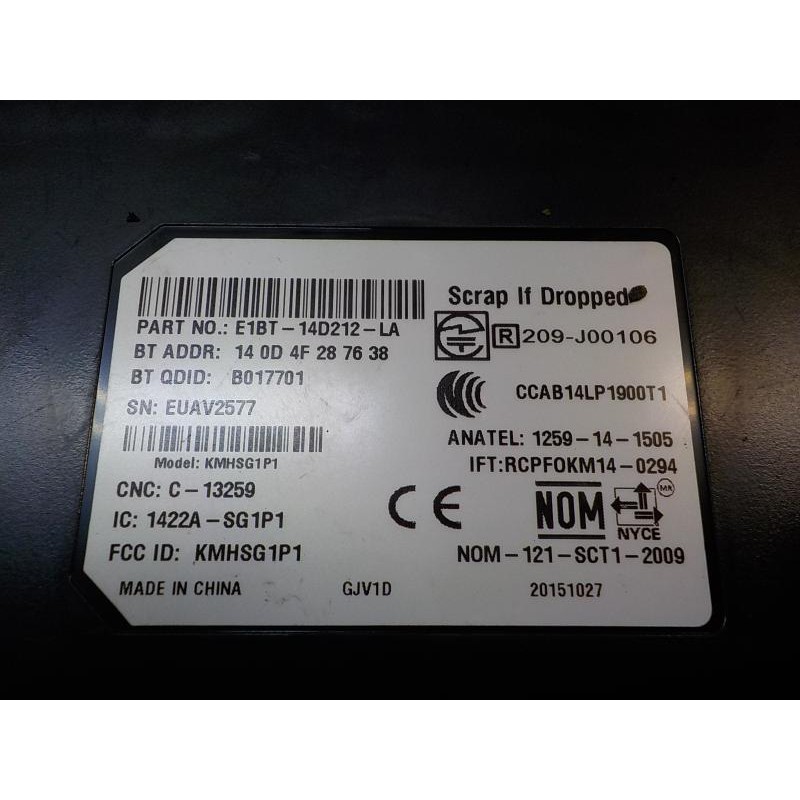 Scrap If Dropped
PART NO.: E1BT-14D212-LA
R 209-J00106
BT ADDR: 14 0D 4F 28 76 38
BT QDID: B017701
CCAB14LP1900T1
SN: EUAV2577
ANATEL: 1259-14-1505
Model: KMHSG1P1
IFT:RCPFOKM14-0294
CNC: C-13259
CE
NOM
MR
IC: 1422A-SG1P1
NYCE
FCC ID: KMHSG1P1
NOM-121-SCT1-2009
MADE IN CHINA
GJV1D
20151027